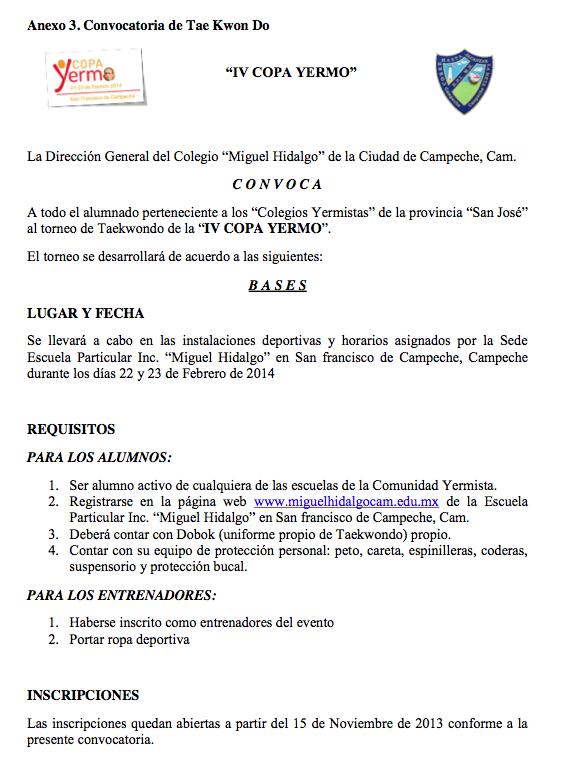 Anexo 3. Convocatoria de Tae Kwon Do
COPA
Yermo
21-23 de Febrero 2014
San Francisco de Campeche
“IV COPA YERMO”
La Dirección General del Colegio “Miguel Hidalgo” de la Ciudad de Campeche, Cam.
C O N V O C A
A todo el alumnado perteneciente a los “Colegios Yermistas” de la provincia “San José”
al torneo de Taekwondo de la “IV COPA YERMO”.
El torneo se desarrollará de acuerdo a las siguientes:
B A S E S
LUGAR Y FECHA
Se llevará a cabo en las instalaciones deportivas y horarios asignados por la Sede
Escuela Particular Inc. “Miguel Hidalgo” en San francisco de Campeche, Campeche
durante los días 22 y 23 de Febrero de 2014
REQUISITOS
PARA LOS ALUMNOS:
1. Ser alumno activo de cualquiera de las escuelas de la Comunidad Yermista.
2. Registrarse en la página web www.miguelhidalgocam.edu.mx de la Escuela
Particular Inc. “Miguel Hidalgo” en San francisco de Campeche, Cam.
3. Deberá contar con Dobok (uniforme propio de Taekwondo) propio.
4. Contar con su equipo de protección personal: peto, careta, espinilleras, coderas,
suspensorio y protección bucal.
PARA LOS ENTRENADORES:
1. Haberse inscrito como entrenadores del evento
2. Portar ropa deportiva
INSCRIPCIONES
Las inscripciones quedan abiertas a partir del 15 de Noviembre de 2013 conforme a la
presente convocatoria.